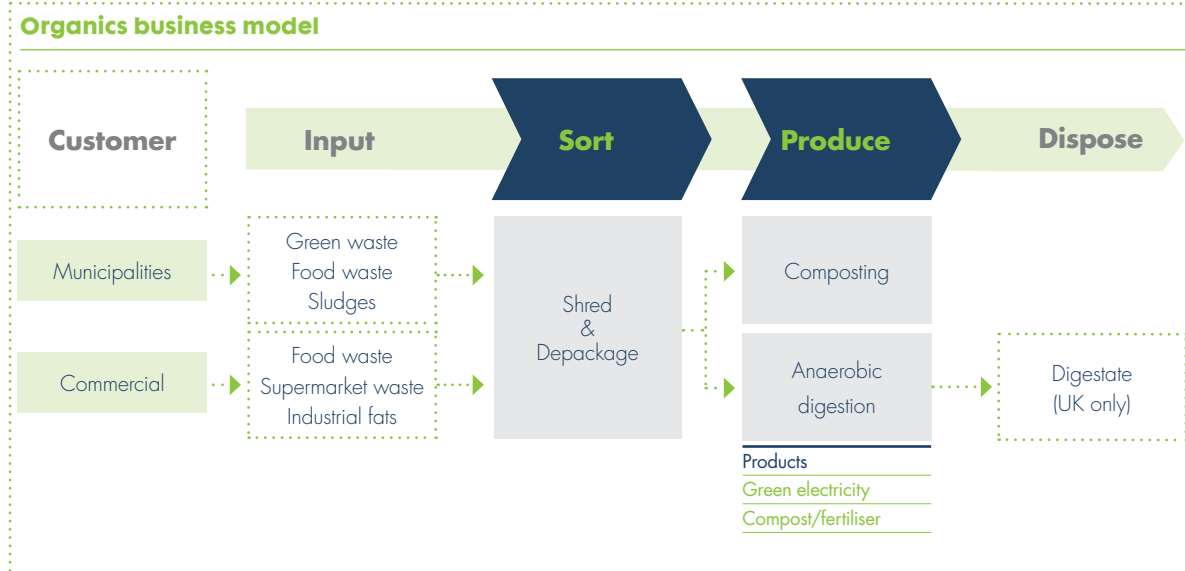 Organics business model
Customer
Input
Sort
Produce
Dispose
Municipalities
Green waste
Food waste
Sludges
Commercial
Food waste
Supermarket waste
Industrial fats
Shred
&
Depackage
Composting
Anaerobic
digestion
Products
Green electricity
Compost/fertiliser
Digestate
(UK only)